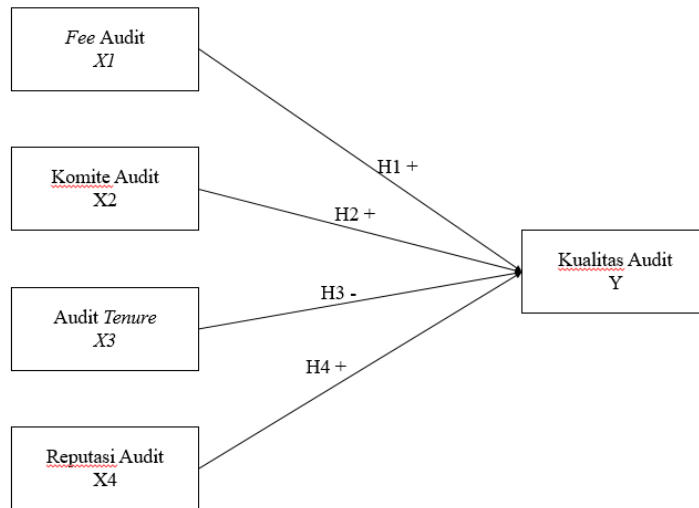 Fee Audit
X1
H1 +
Komite Audit
X2
H2 +
Kualitas Audit
Y
Audit Tenure
X3
H3 -
H4 +
Reputasi Audit
X4